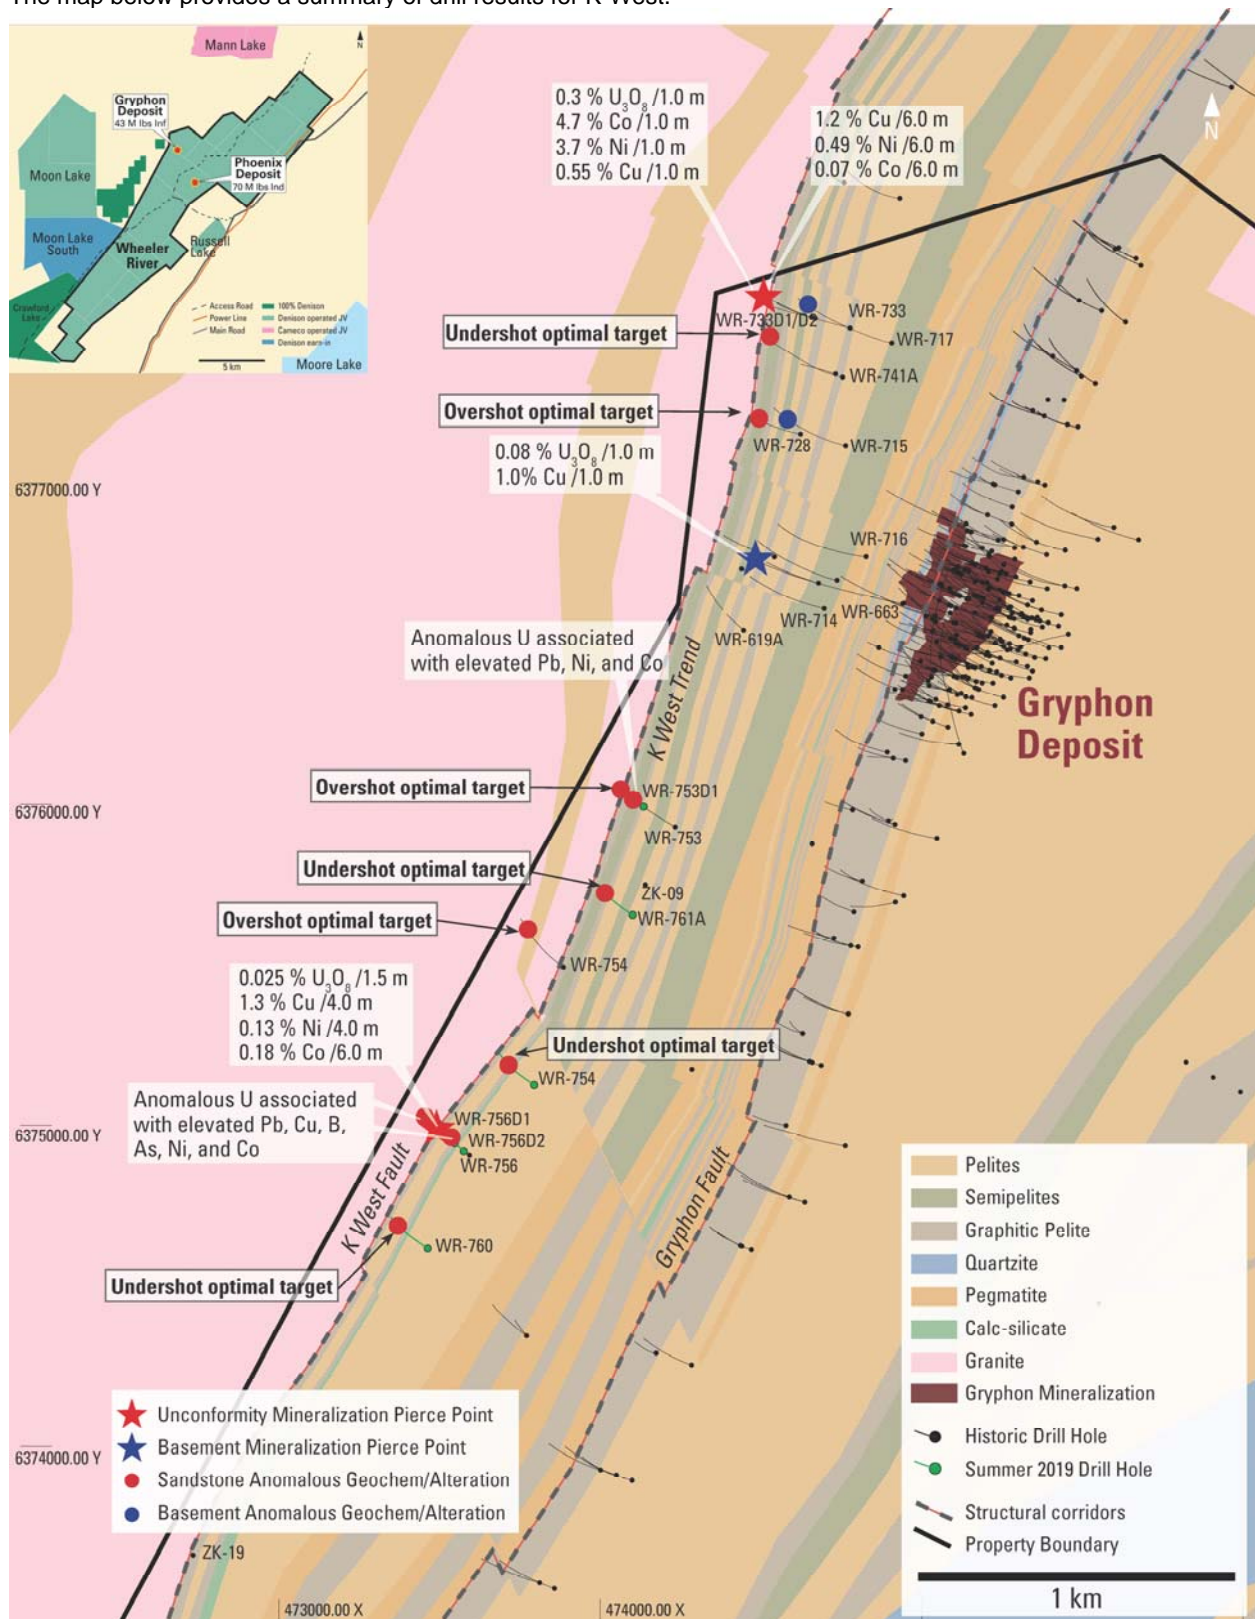 The map below provides a summary of drill results for K West.
Mann Lake
N
Gryphon
Deposit
43 M lbs Inf
Phoenix
Deposit
70 M lbs Ind
Moon Lake
Moon Lake
South
Wheeler
River
Russell
Lake
Crawford
Lake
Access Road
Power Line
Main Road
100% Denison
Denison operated JV
Cameco operated JV
Denison earn-in
5 km
Moore Lake
0.3 % U3O8 /1.0 m
4.7 % Co /1.0 m
3.7 % Ni /1.0 m
0.55 % Cu /1.0 m
1.2 % Cu /6.0 m
0.49 % Ni /6.0 m
0.07 % Co /6.0 m
N
WR-733D1/D2
WR-733
WR-717
Undershot optimal target
WR-741A
Overshot optimal target
WR-728
WR-715
0.08 % U3O8 /1.0 m
1.0% Cu /1.0 m
6377000.00 Y
WR-716
WR-714
WR-663
WR-619A
Anomalous U associated
with elevated Pb, Ni, and Co
K West Trend
Gryphon
Deposit
Overshot optimal target
WR-753D1
WR-753
6376000.00 Y
Undershot optimal target
ZK-09
WR-761A
Overshot optimal target
WR-754
0.025 % U3O8 /1.5 m
1.3 % Cu /4.0 m
0.13 % Ni /4.0 m
0.18 % Co /6.0 m
Undershot optimal target
WR-754
Anomalous U associated
with elevated Pb, Cu, B,
As, Ni, and Co
WR-756D1
WR-756D2
WR-756
6375000.00 Y
K West Fault
Gryphon Fault
WR-760
Undershot optimal target
Pelites
Semipelites
Graphitic Pelite
Quartzite
Pegmatite
Calc-silicate
Granite
Gryphon Mineralization
Historic Drill Hole
Summer 2019 Drill Hole
Structural corridors
Property Boundary
1 km
Unconformity Mineralization Pierce Point
Basement Mineralization Pierce Point
Sandstone Anomalous Geochem/Alteration
Basement Anomalous Geochem/Alteration
6374000.00 Y
ZK-19
473000.00 X
474000.00 X